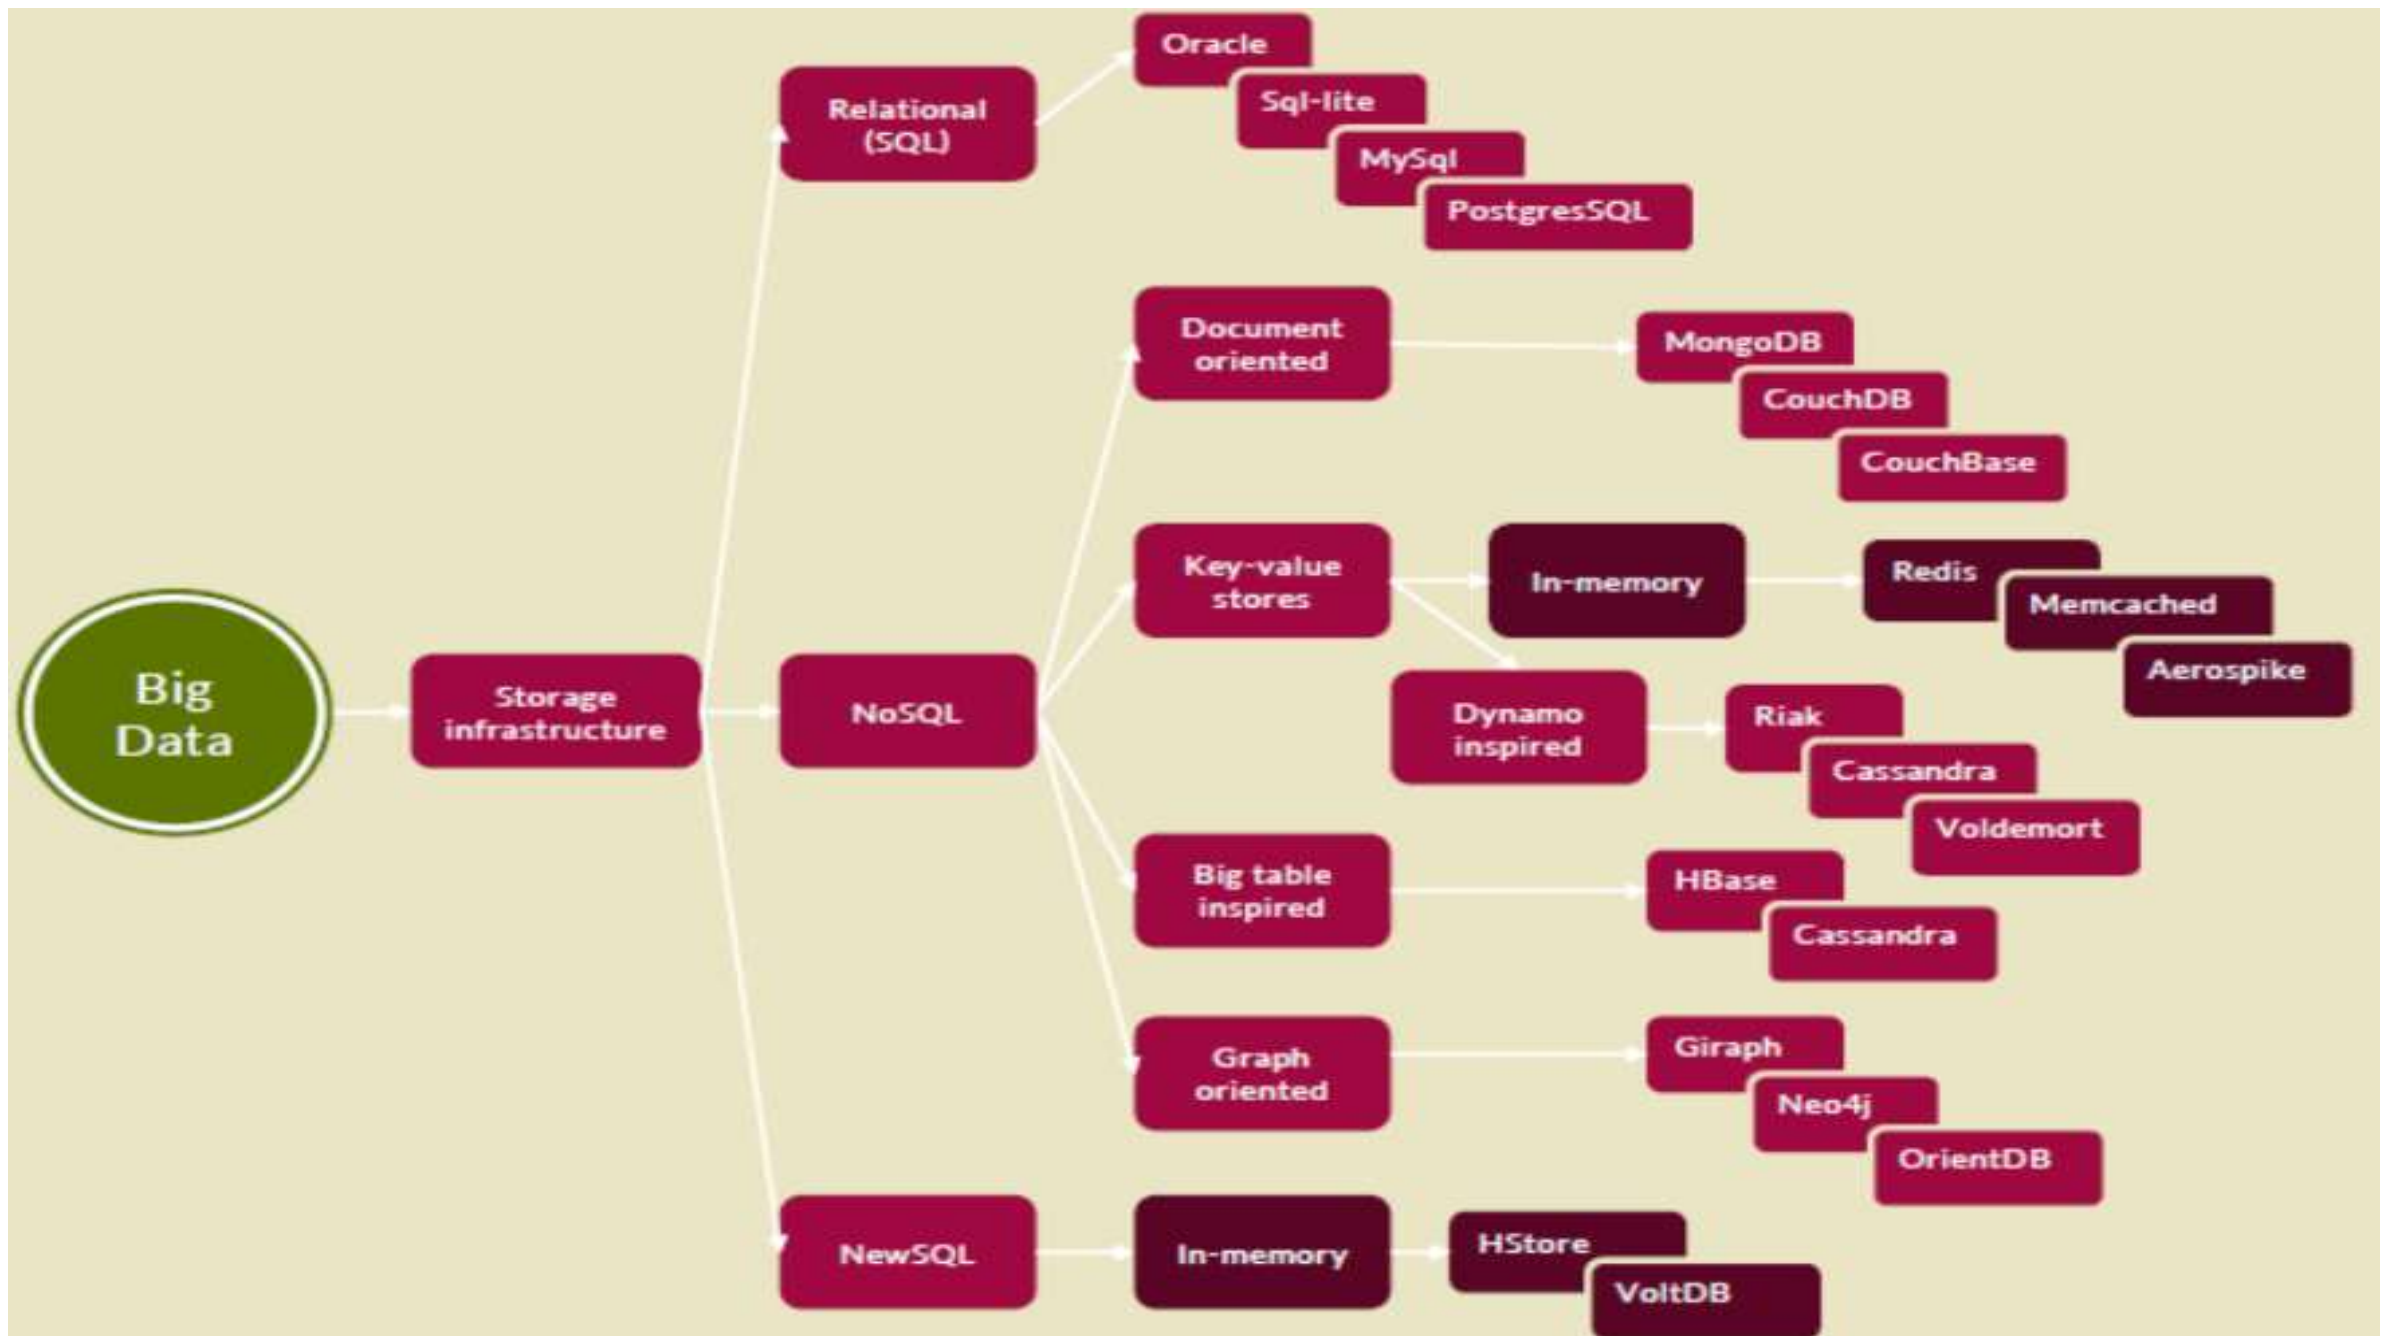 Oracle
Sql-lite
MySql
PostgresSQL
Relational
(SQL)
Document
oriented
MongoDB
CouchDB
CouchBase
Key-value
stores
In-memory
Redis
Memcached
Aerospike
Big
Data
Storage
infrastructure
NoSQL
Dynamo
inspired
Riak
Cassandra
Voldemort
Big table
inspired
HBase
Cassandra
Graph
oriented
Giraph
Neo4j
OrientDB
NewSQL
In-memory
HStore
VoltDB